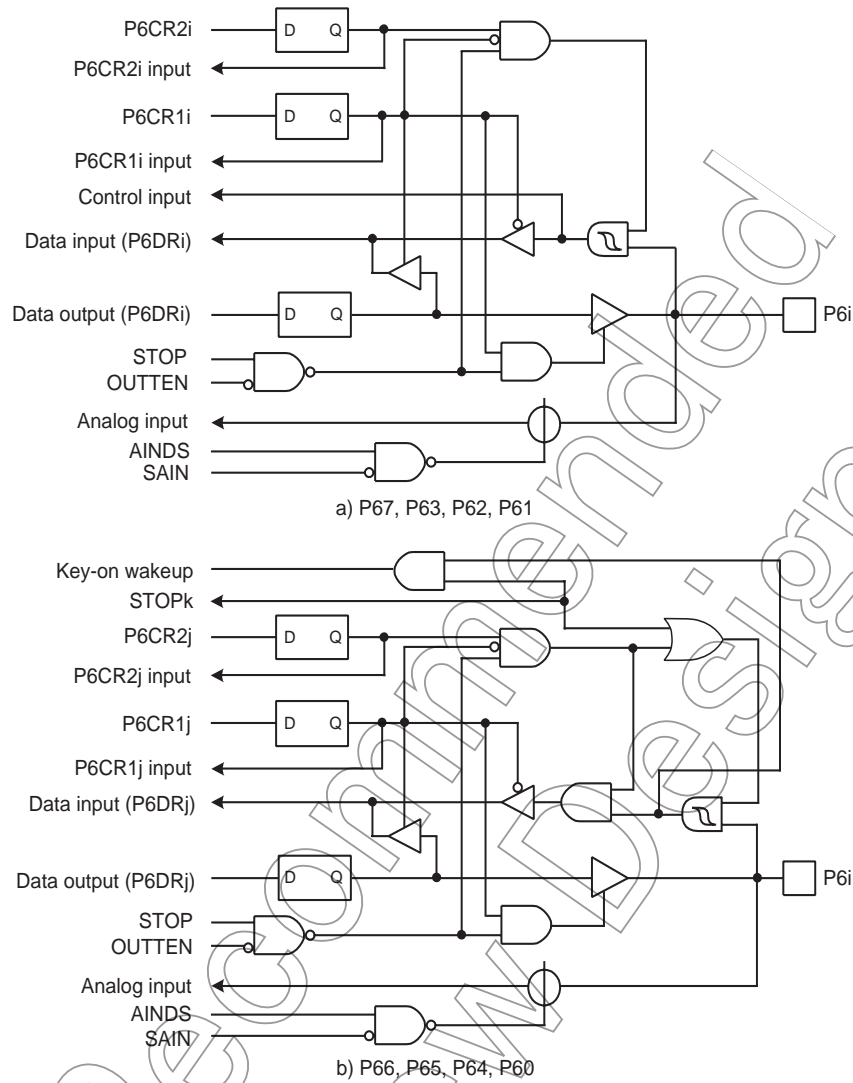 P6CR2i
D Q
P6CR2i input
P6CR1i
D Q
P6CR1i input
Control input
Data input (P6DRi)
Data output (P6DRi)
D Q
P6i
STOP
OUTTEN
Analog input
AINDS
SAIN
a) P67, P63, P62, P61
Key-on wakeup
STOPk
P6CR2j
D Q
P6CR2j input
P6CR1j
D Q
P6CR1j input
Data input (P6DRj)
Data output (P6DRj)
D Q
P6i
STOP
OUTTEN
Analog input
AINDS
SAIN
b) P66, P65, P64, P60
ecommended
w Design